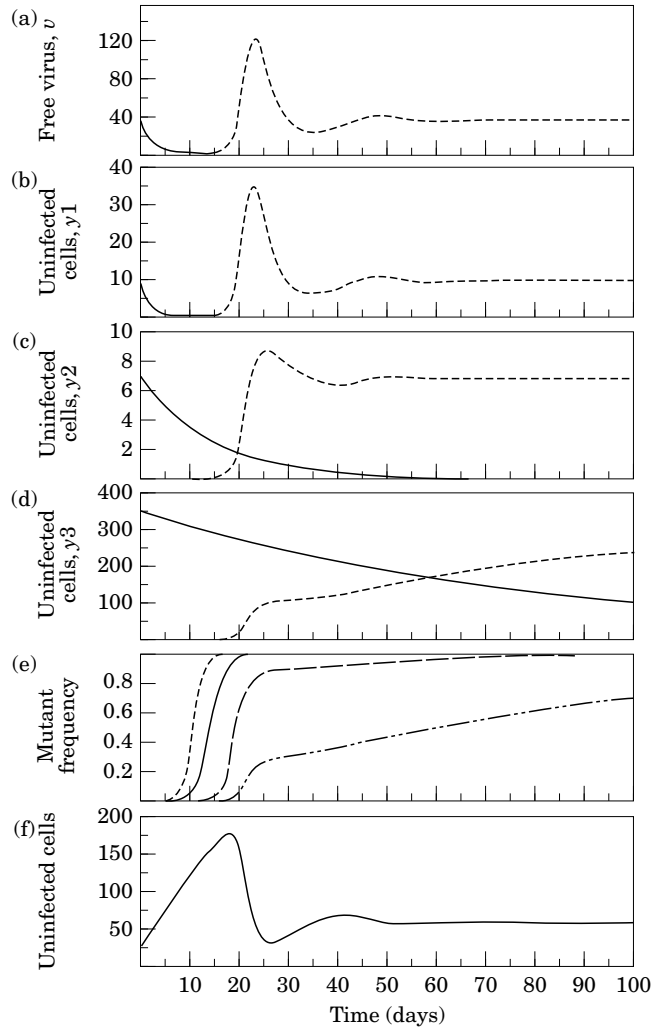 (a)
Free virus, v
120
80
40
(b)
Uninfected
cells, y1
40
30
20
10
(c)
Uninfected
cells, y2
10
8
6
4
2
(d)
Uninfected
cells, y3
400
300
200
100
(e)
Mutant
frequency
0.8
0.6
0.4
0.2
(f)
Uninfected cells
200
150
100
50
10 20 30 40 50 60 70 80 90 100
Time (days)